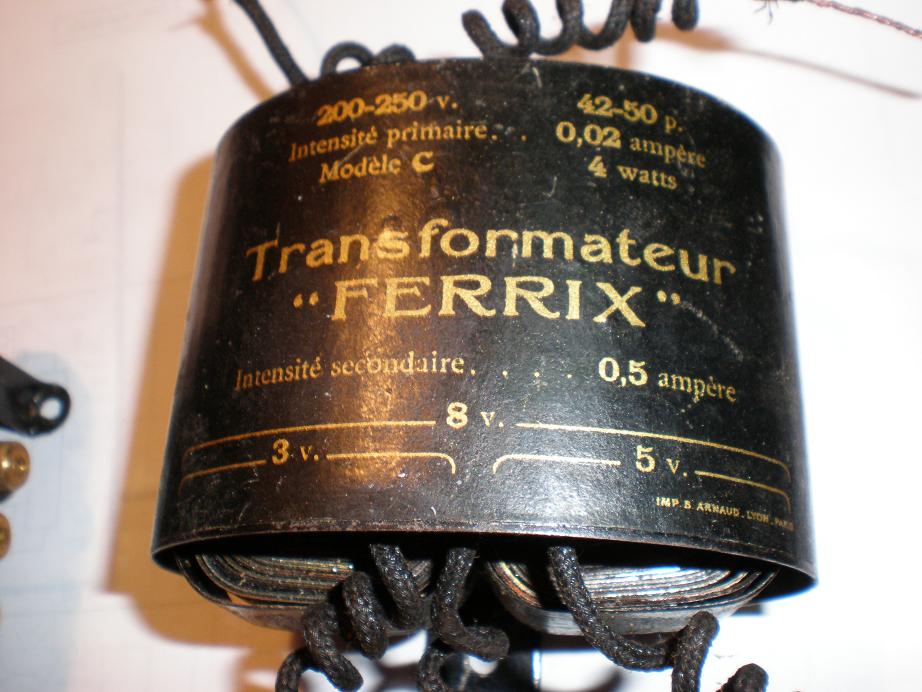 200-250 v. 42-50 p.
Intensité primaire... 0,02 ampère
Modèle C 4 watts
Transformateur
"FERRIX"
Intensité secondaire. . . . 0,5 ampère
8 v.
3 v. 5 v.
IMP. B. ARNAUD. LYON. PARIS